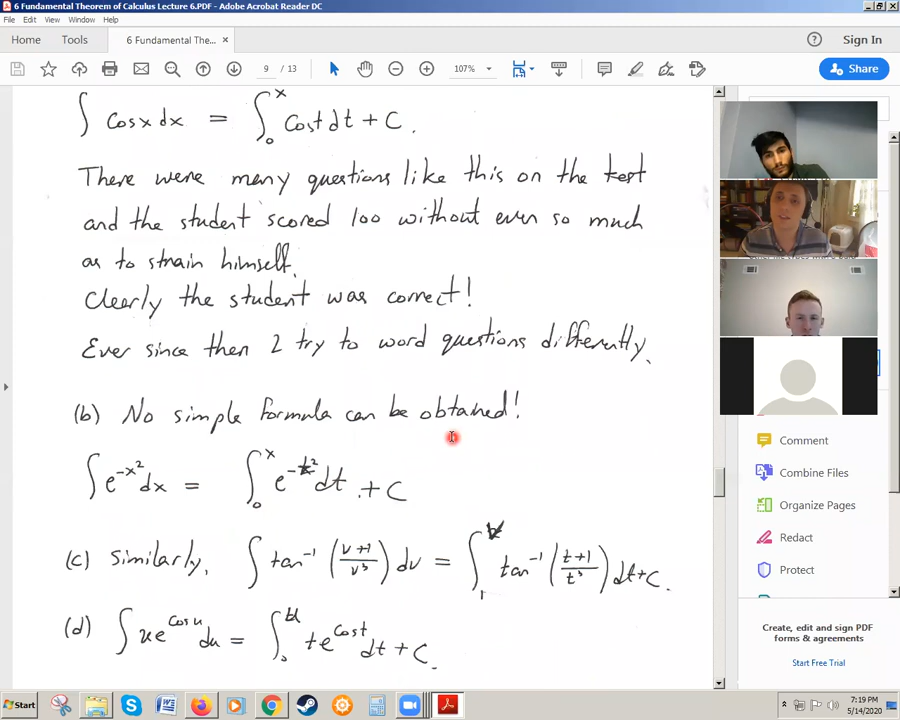 6 Fundamental Theorem of Calculus Lecture 6.PDF - Adobe Acrobat Reader DC
File Edit View Window Help
Home Tools 6 Fundamental The... × Sign In
9 / 13 107% Share
∫ cosx dx = ∫₀ˣ cost dt + C.
There were many questions like this on the test
and the student scored 100 without even so much
as to strain himself.
Clearly the student was correct!
Ever since then I try to word questions differently.
(b) No simple formula can be obtained!
∫ e^(-x²) dx = ∫₀ˣ e^(-t²) dt + C
(c) Similarly, ∫ tan⁻¹ ((v+1)/v³) dv = ∫₁ᵛ tan⁻¹ ((t+1)/t³) dt + C.
(d) ∫ u e^(cos u) du = ∫₀ᵘ t e^(cos t) dt + C.
Comment
Combine Files
Organize Pages
Redact
Protect
Create, edit and sign PDF
forms & agreements
Start Free Trial
Start
7:19 PM
5/14/2020